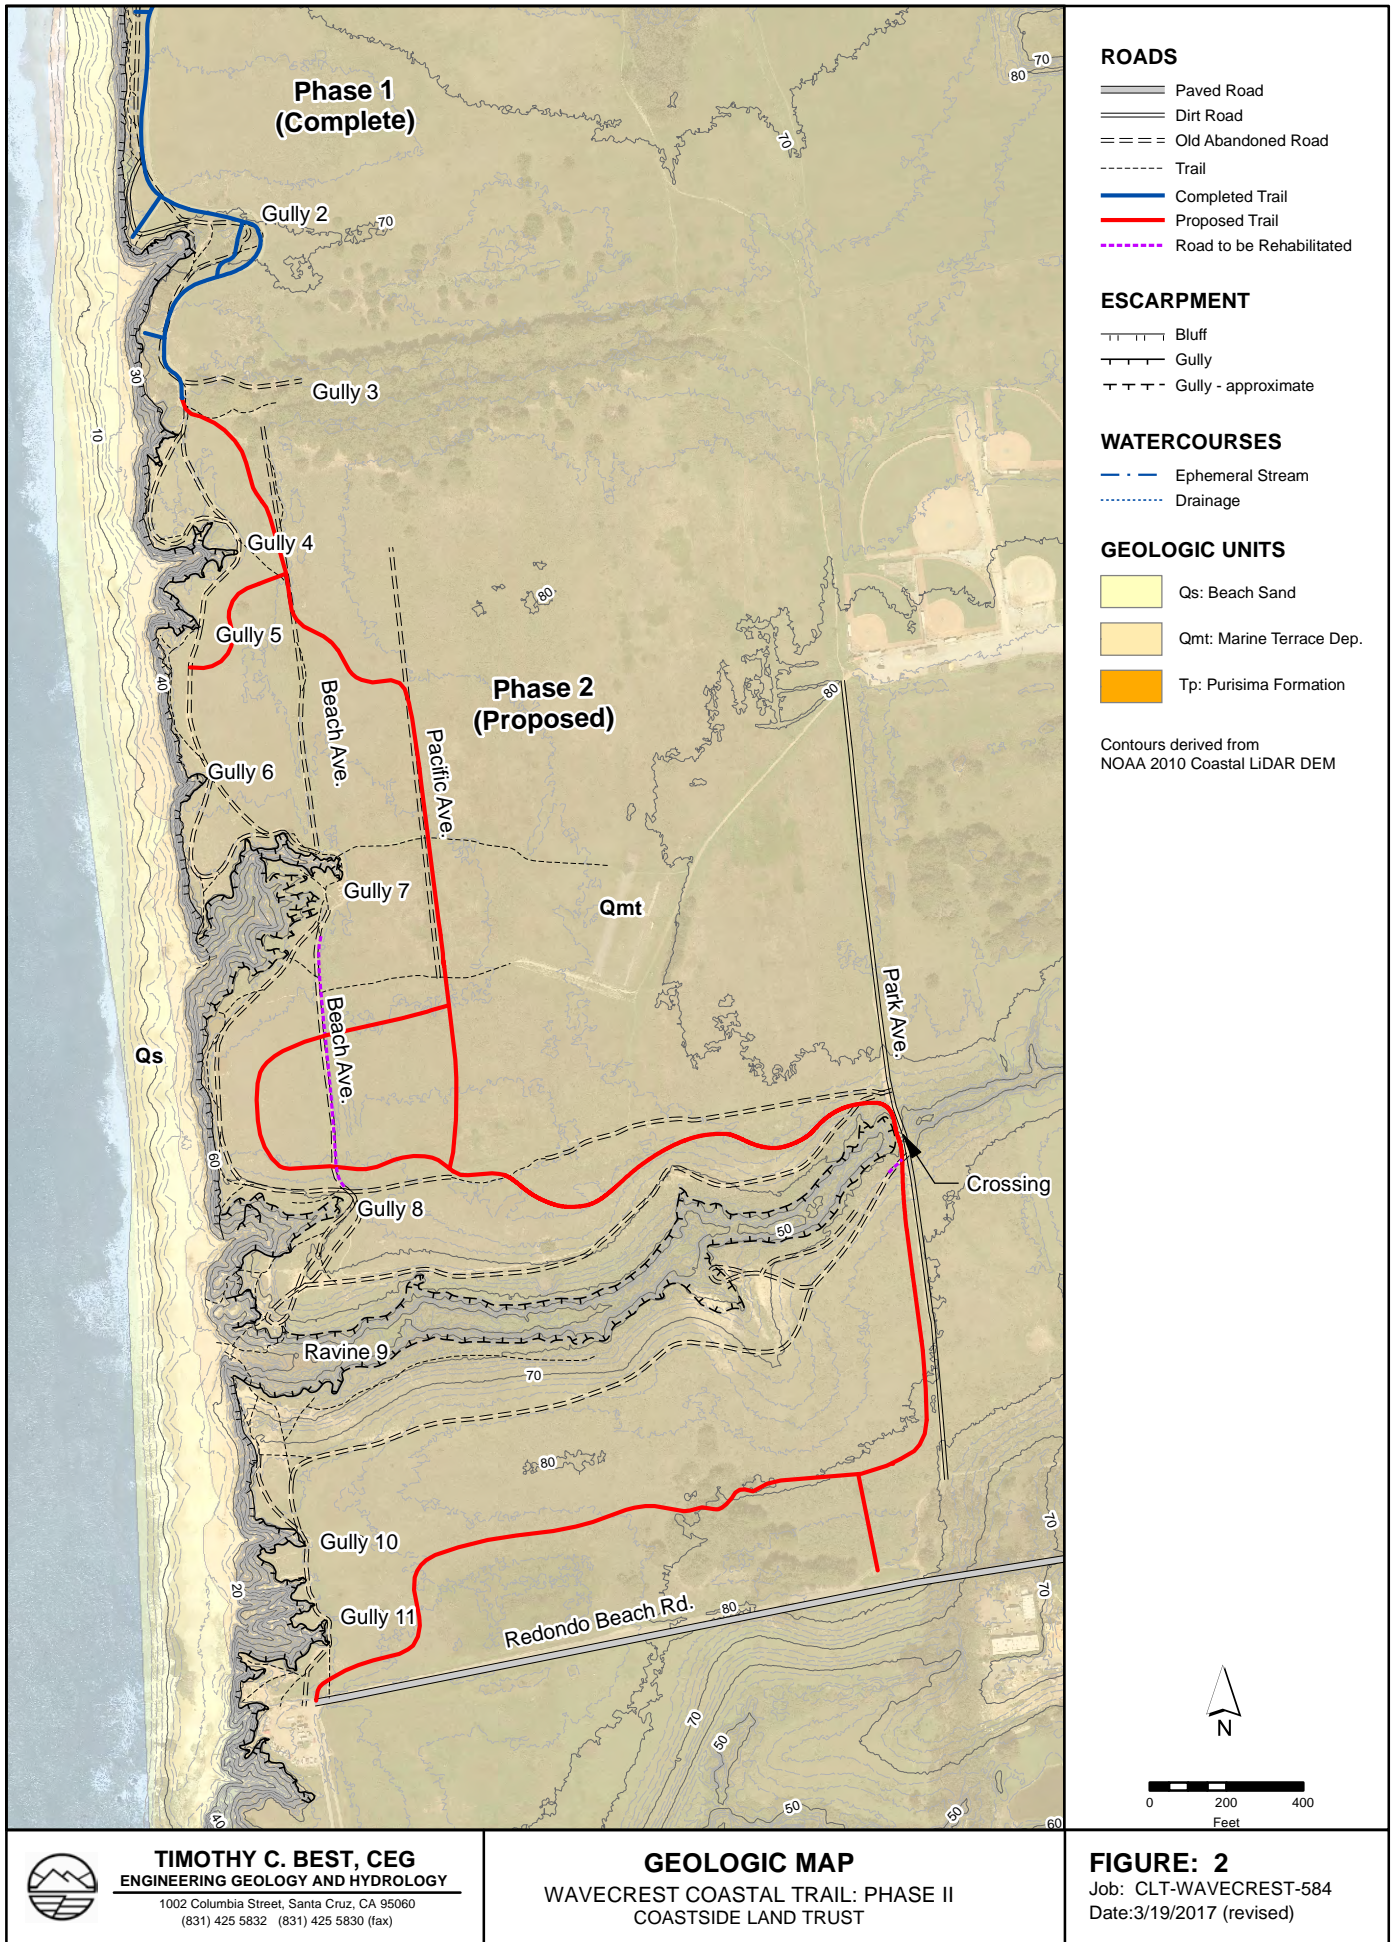 Phase 1
(Complete)
70
80
70
Gully 2
70
Gully 3
30
10
Gully 4
80
Gully 5
40
Beach Ave.
Phase 2
(Proposed)
80
Pacific Ave.
Gully 6
Gully 7
Qmt
Park Ave.
Beach Ave.
Qs
60
Crossing
Gully 8
50
Ravine 9
70
80
Gully 10
70
20
Gully 11
Redondo Beach Rd.
80
70
70
50
50
50
40
60
ROADS
Paved Road
Dirt Road
Old Abandoned Road
Trail
Completed Trail
Proposed Trail
Road to be Rehabilitated
ESCARPMENT
Bluff
Gully
Gully - approximate
WATERCOURSES
Ephemeral Stream
Drainage
GEOLOGIC UNITS
Qs: Beach Sand
Qmt: Marine Terrace Dep.
Tp: Purisima Formation
Contours derived from
NOAA 2010 Coastal LiDAR DEM
N
0 200 400
Feet
TIMOTHY C. BEST, CEG
ENGINEERING GEOLOGY AND HYDROLOGY
1002 Columbia Street, Santa Cruz, CA 95060
(831) 425 5832 (831) 425 5830 (fax)
GEOLOGIC MAP
WAVECREST COASTAL TRAIL: PHASE II
COASTSIDE LAND TRUST
FIGURE: 2
Job: CLT-WAVECREST-584
Date:3/19/2017 (revised)